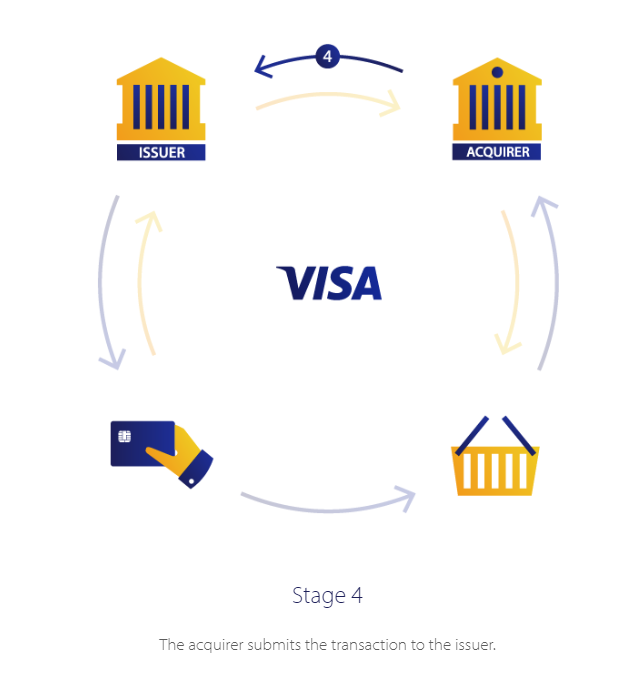 4
ISSUER
ACQUIRER
VISA
Stage 4
The acquirer submits the transaction to the issuer.